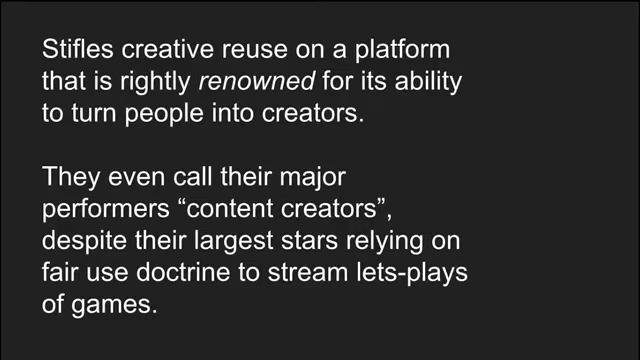 Stifles creative reuse on a platform
that is rightly renowned for its ability
to turn people into creators.
They even call their major
performers “content creators”,
despite their largest stars relying on
fair use doctrine to stream lets-plays
of games.